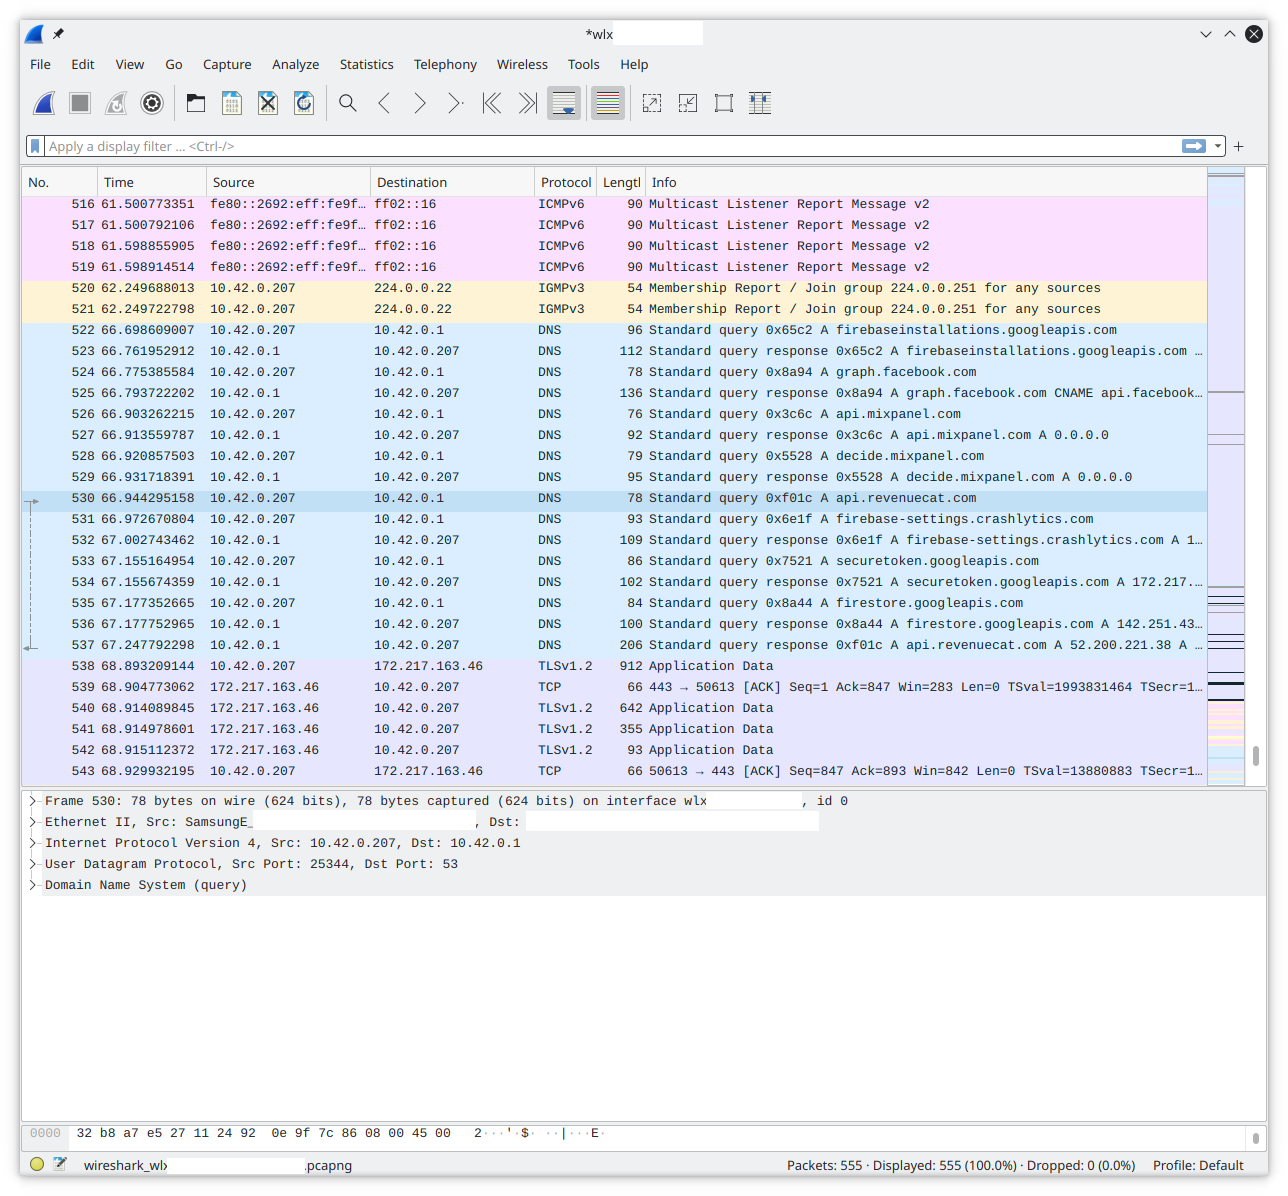 *wlx
File Edit View Go Capture Analyze Statistics Telephony Wireless Tools Help
Apply a display filter ... <Ctrl-/>
No. Time Source Destination Protocol Lengtl Info
516 61.500773351 fe80::2692:eff:fe9f… ff02::16 ICMPv6 90 Multicast Listener Report Message v2
517 61.500792106 fe80::2692:eff:fe9f… ff02::16 ICMPv6 90 Multicast Listener Report Message v2
518 61.598855905 fe80::2692:eff:fe9f… ff02::16 ICMPv6 90 Multicast Listener Report Message v2
519 61.598914514 fe80::2692:eff:fe9f… ff02::16 ICMPv6 90 Multicast Listener Report Message v2
520 62.249688013 10.42.0.207 224.0.0.22 IGMPv3 54 Membership Report / Join group 224.0.0.251 for any sources
521 62.249722798 10.42.0.207 224.0.0.22 IGMPv3 54 Membership Report / Join group 224.0.0.251 for any sources
522 66.698609007 10.42.0.207 10.42.0.1 DNS 96 Standard query 0x65c2 A firebaseinstallations.googleapis.com
523 66.761952912 10.42.0.1 10.42.0.207 DNS 112 Standard query response 0x65c2 A firebaseinstallations.googleapis.com …
524 66.775385584 10.42.0.207 10.42.0.1 DNS 78 Standard query 0x8a94 A graph.facebook.com
525 66.793722202 10.42.0.1 10.42.0.207 DNS 136 Standard query response 0x8a94 A graph.facebook.com CNAME api.facebook…
526 66.903262215 10.42.0.207 10.42.0.1 DNS 76 Standard query 0x3c6c A api.mixpanel.com
527 66.913559787 10.42.0.1 10.42.0.207 DNS 92 Standard query response 0x3c6c A api.mixpanel.com A 0.0.0.0
528 66.920857503 10.42.0.207 10.42.0.1 DNS 79 Standard query 0x5528 A decide.mixpanel.com
529 66.931718391 10.42.0.1 10.42.0.207 DNS 95 Standard query response 0x5528 A decide.mixpanel.com A 0.0.0.0
530 66.944295158 10.42.0.207 10.42.0.1 DNS 78 Standard query 0xf01c A api.revenuecat.com
531 66.972670804 10.42.0.207 10.42.0.1 DNS 93 Standard query 0x6e1f A firebase-settings.crashlytics.com
532 67.002743462 10.42.0.1 10.42.0.207 DNS 109 Standard query response 0x6e1f A firebase-settings.crashlytics.com A 1…
533 67.155164954 10.42.0.207 10.42.0.1 DNS 86 Standard query 0x7521 A securetoken.googleapis.com
534 67.155674359 10.42.0.1 10.42.0.207 DNS 102 Standard query response 0x7521 A securetoken.googleapis.com A 172.217.…
535 67.177352665 10.42.0.207 10.42.0.1 DNS 84 Standard query 0x8a44 A firestore.googleapis.com
536 67.177752965 10.42.0.1 10.42.0.207 DNS 100 Standard query response 0x8a44 A firestore.googleapis.com A 142.251.43…
537 67.247792098 10.42.0.1 10.42.0.207 DNS 206 Standard query response 0xf01c A api.revenuecat.com A 52.200.221.38 A …
538 68.893209144 10.42.0.207 172.217.163.46 TLSv1.2 912 Application Data
539 68.904773062 172.217.163.46 10.42.0.207 TCP 66 443 → 50613 [ACK] Seq=1 Ack=847 Win=283 Len=0 TSval=1993831464 TSecr=1…
540 68.914089845 172.217.163.46 10.42.0.207 TLSv1.2 642 Application Data
541 68.914978601 172.217.163.46 10.42.0.207 TLSv1.2 355 Application Data
542 68.915112372 172.217.163.46 10.42.0.207 TLSv1.2 93 Application Data
543 68.929932195 10.42.0.207 172.217.163.46 TCP 66 50613 → 443 [ACK] Seq=847 Ack=893 Win=842 Len=0 TSval=13880883 TSecr=1…
Frame 530: 78 bytes on wire (624 bits), 78 bytes captured (624 bits) on interface wlx , id 0
Ethernet II, Src: SamsungE_ , Dst:
Internet Protocol Version 4, Src: 10.42.0.207, Dst: 10.42.0.1
User Datagram Protocol, Src Port: 25344, Dst Port: 53
Domain Name System (query)
0000 32 b8 a7 e5 27 11 24 92 0e 9f 7c 86 08 00 45 00 2···'·$· ··|···E·
wireshark_wlx .pcapng Packets: 555 · Displayed: 555 (100.0%) · Dropped: 0 (0.0%) Profile: Default